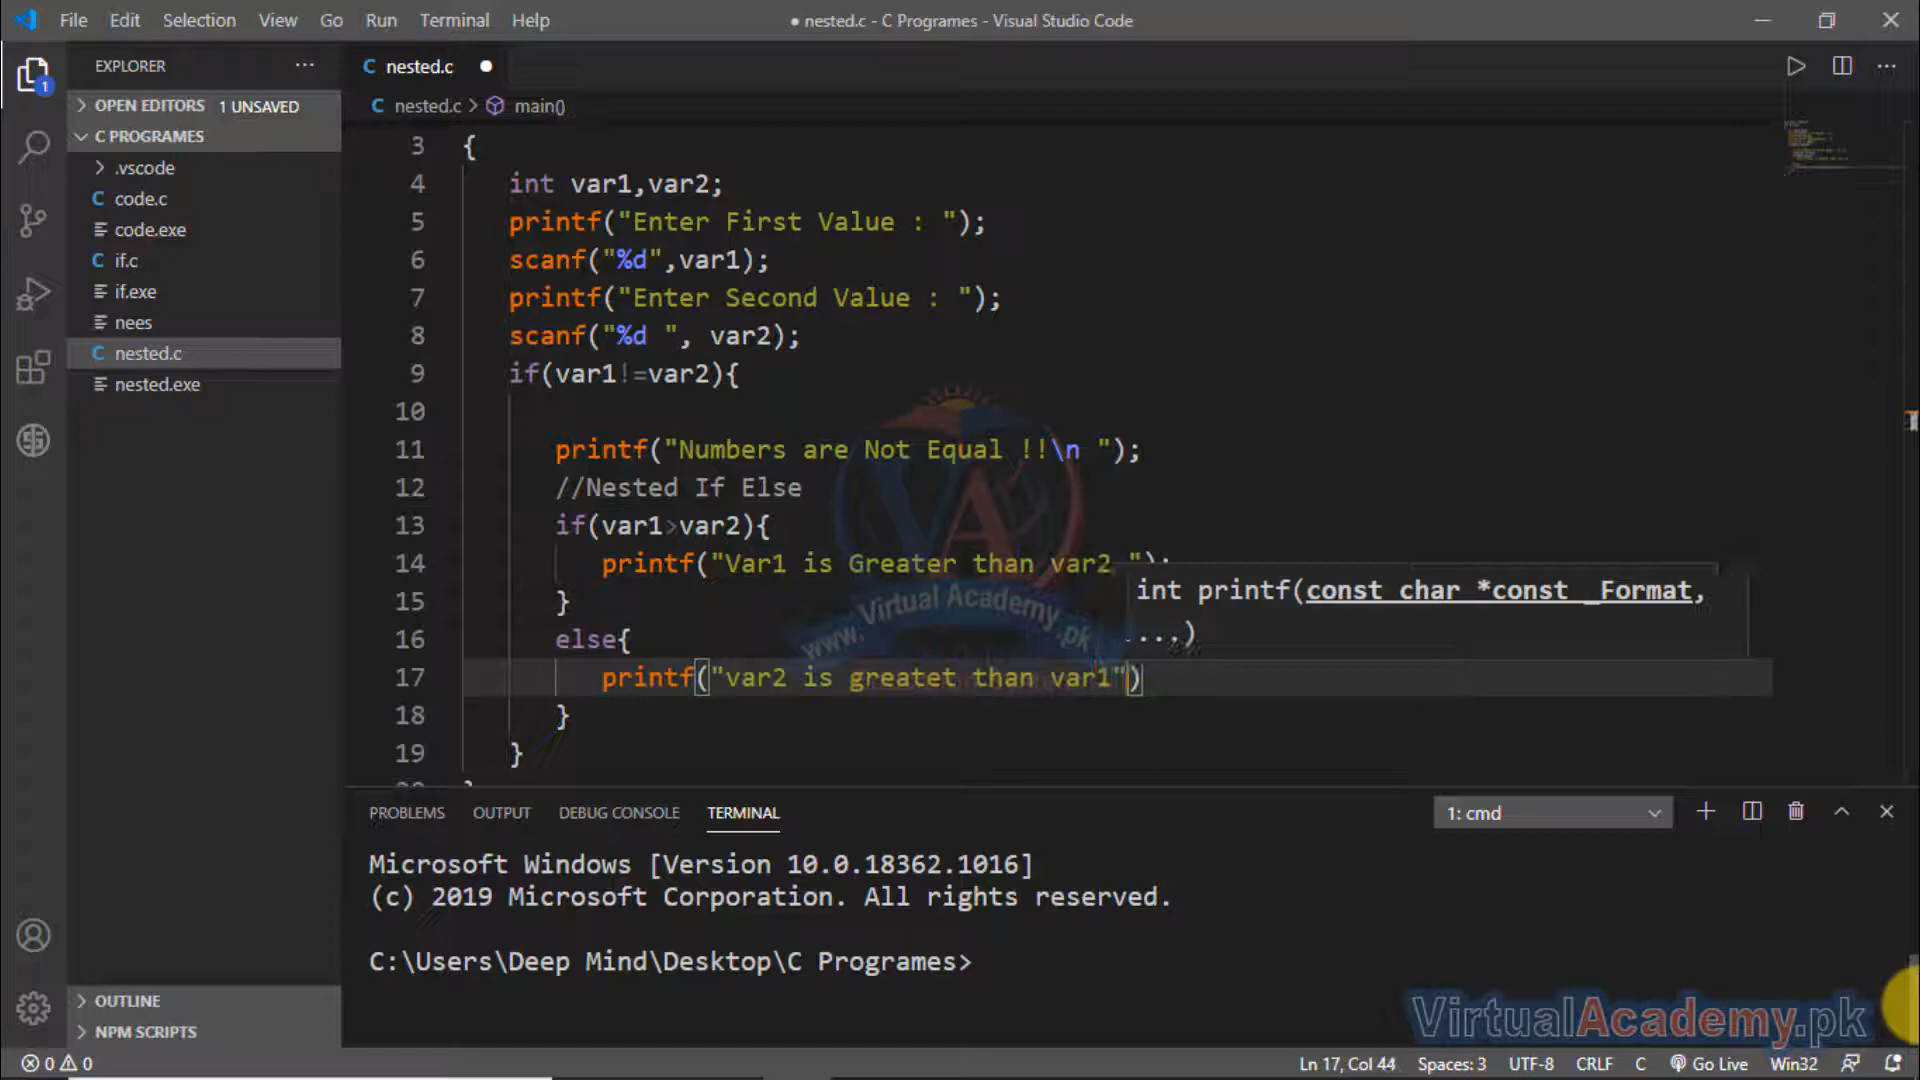 File Edit Selection View Go Run Terminal Help
● nested.c - C Programes - Visual Studio Code
EXPLORER
OPEN EDITORS 1 UNSAVED
C PROGRAMES
.vscode
C code.c
code.exe
C if.c
if.exe
nees
C nested.c
nested.exe
OUTLINE
NPM SCRIPTS
1
C nested.c ●
C nested.c > main()
3 {
4 int var1,var2;
5 printf("Enter First Value : ");
6 scanf("%d",var1);
7 printf("Enter Second Value : ");
8 scanf("%d ", var2);
9 if(var1!=var2){
10
11 printf("Numbers are Not Equal !!\n ");
12 //Nested If Else
13 if(var1>var2){
14 printf("Var1 is Greater than var2 ");
15 }
16 else{
17 printf("var2 is greatet than var1")
18 }
19 }
int printf(const char *const _Format,
...)
VA
www.VirtualAcademy.pk
PROBLEMS OUTPUT DEBUG CONSOLE TERMINAL
1: cmd
Microsoft Windows [Version 10.0.18362.1016]
(c) 2019 Microsoft Corporation. All rights reserved.
C:\Users\Deep Mind\Desktop\C Programes>
VirtualAcademy.pk
0 0
Ln 17, Col 44 Spaces: 3 UTF-8 CRLF C Go Live Win32